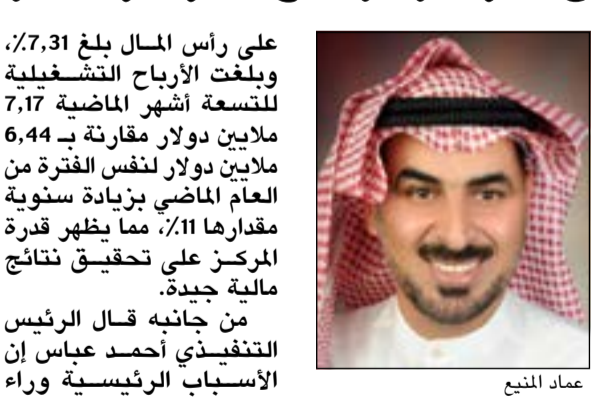 على رأس المال بلغ 7,31٪،
وبلغت الأرباح التشغيلية
للتسعة أشهر الماضية 7,17
ملايين دولار مقارنة بـ 6,44
ملايين دولار لنفس الفترة من
العام الماضي بزيادة سنوية
مقدارها 11٪، مما يظهر قدرة
المركز على تحقيق نتائج
مالية جيدة.
من جانبه قال الرئيس
التنفيذي أحمد عباس إن
الأسباب الرئيسية وراء
عماد المنيع